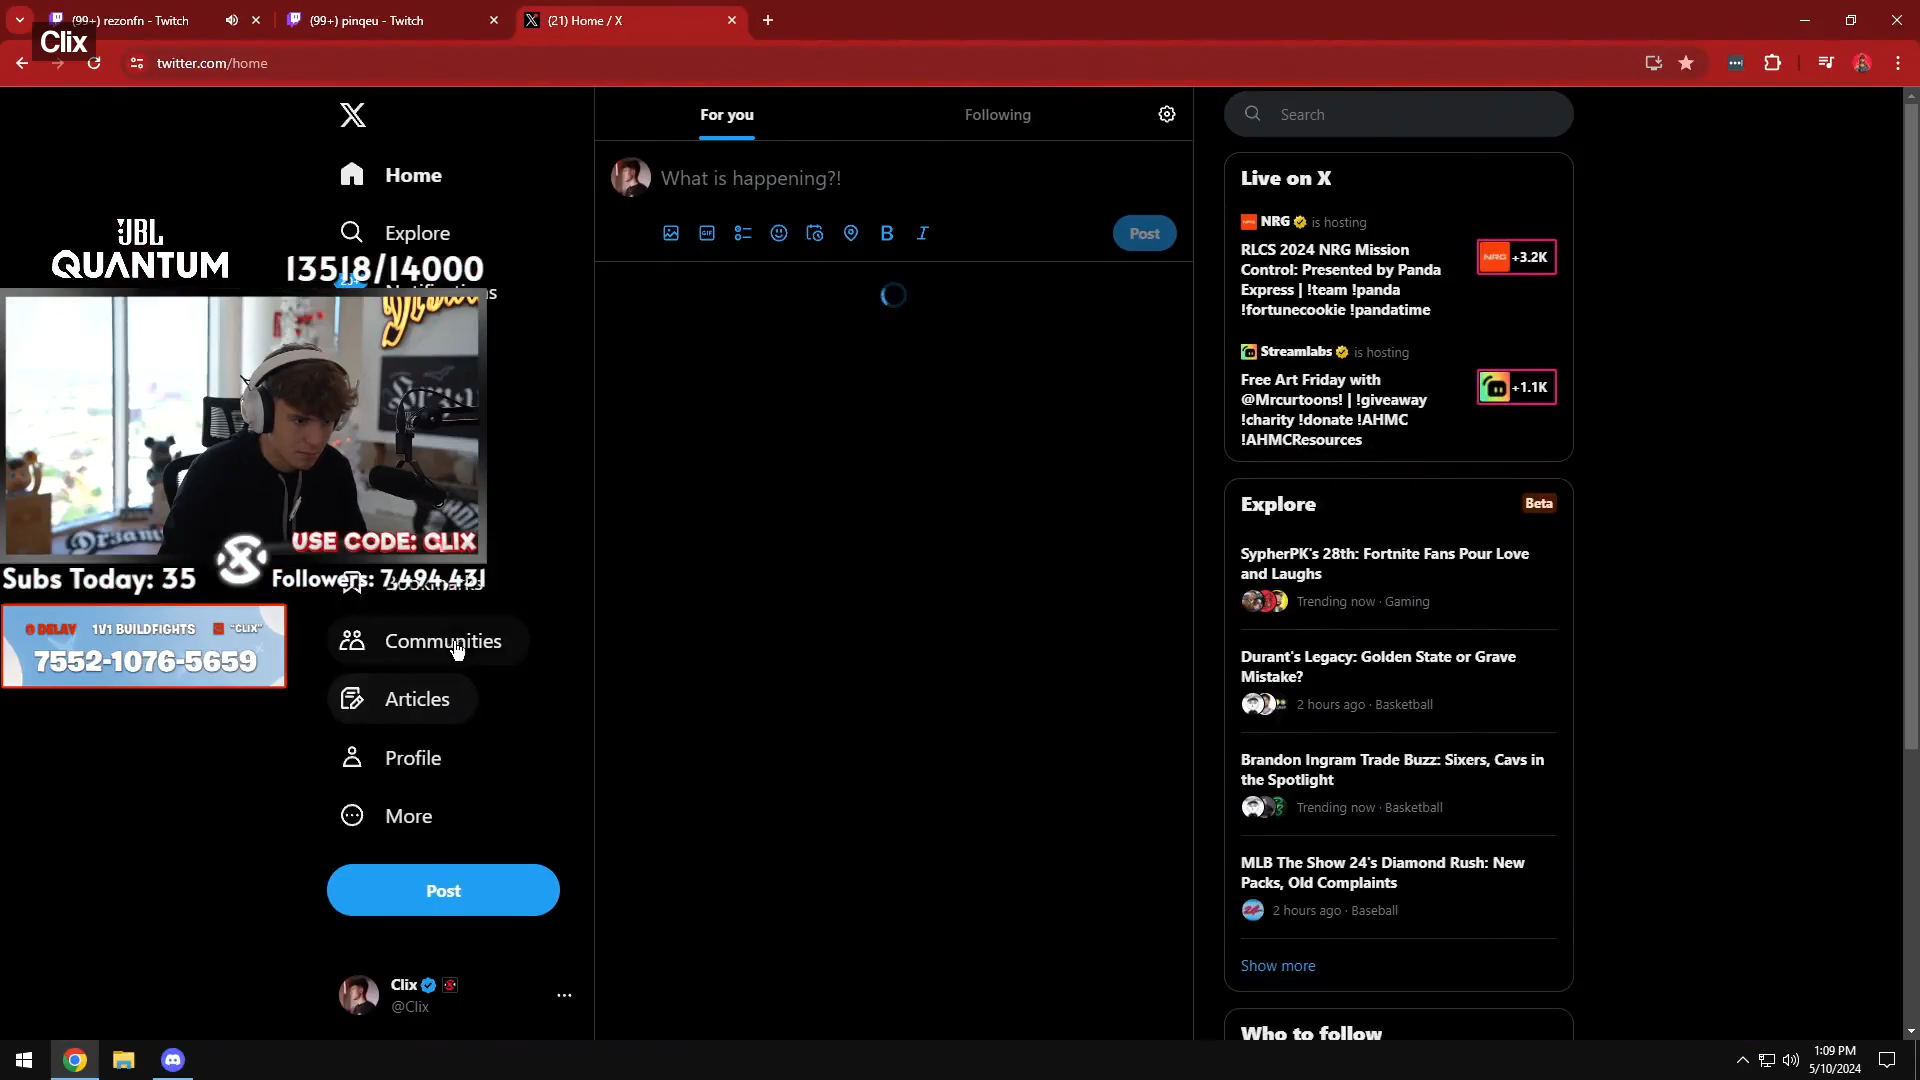 (99+) rezonfn - Twitch
(99+) pinqeu - Twitch
(21) Home / X
Clix
twitter.com/home
For you
Following
Search
What is happening?!
GIF
B
I
Post
Home
Explore
Communities
Articles
Profile
More
Post
Clix
@Clix
JBL
QUANTUM
13518/14000
USE CODE: CLIX
Subs Today: 35
Followers: 7,494,431
DELAY
1V1 BUILDFIGHTS
"CLIX"
7552-1076-5659
Live on X
NRG is hosting
RLCS 2024 NRG Mission
Control: Presented by Panda
Express | !team !panda
!fortunecookie !pandatime
NRG
+3.2K
Streamlabs is hosting
Free Art Friday with
@Mrcurtoons! | !giveaway
!charity !donate !AHMC
!AHMCResources
+1.1K
Explore
Beta
SypherPK's 28th: Fortnite Fans Pour Love
and Laughs
Trending now · Gaming
Durant's Legacy: Golden State or Grave
Mistake?
2 hours ago · Basketball
Brandon Ingram Trade Buzz: Sixers, Cavs in
the Spotlight
Trending now · Basketball
MLB The Show 24's Diamond Rush: New
Packs, Old Complaints
2 hours ago · Baseball
Show more
Who to follow
1:09 PM
5/10/2024